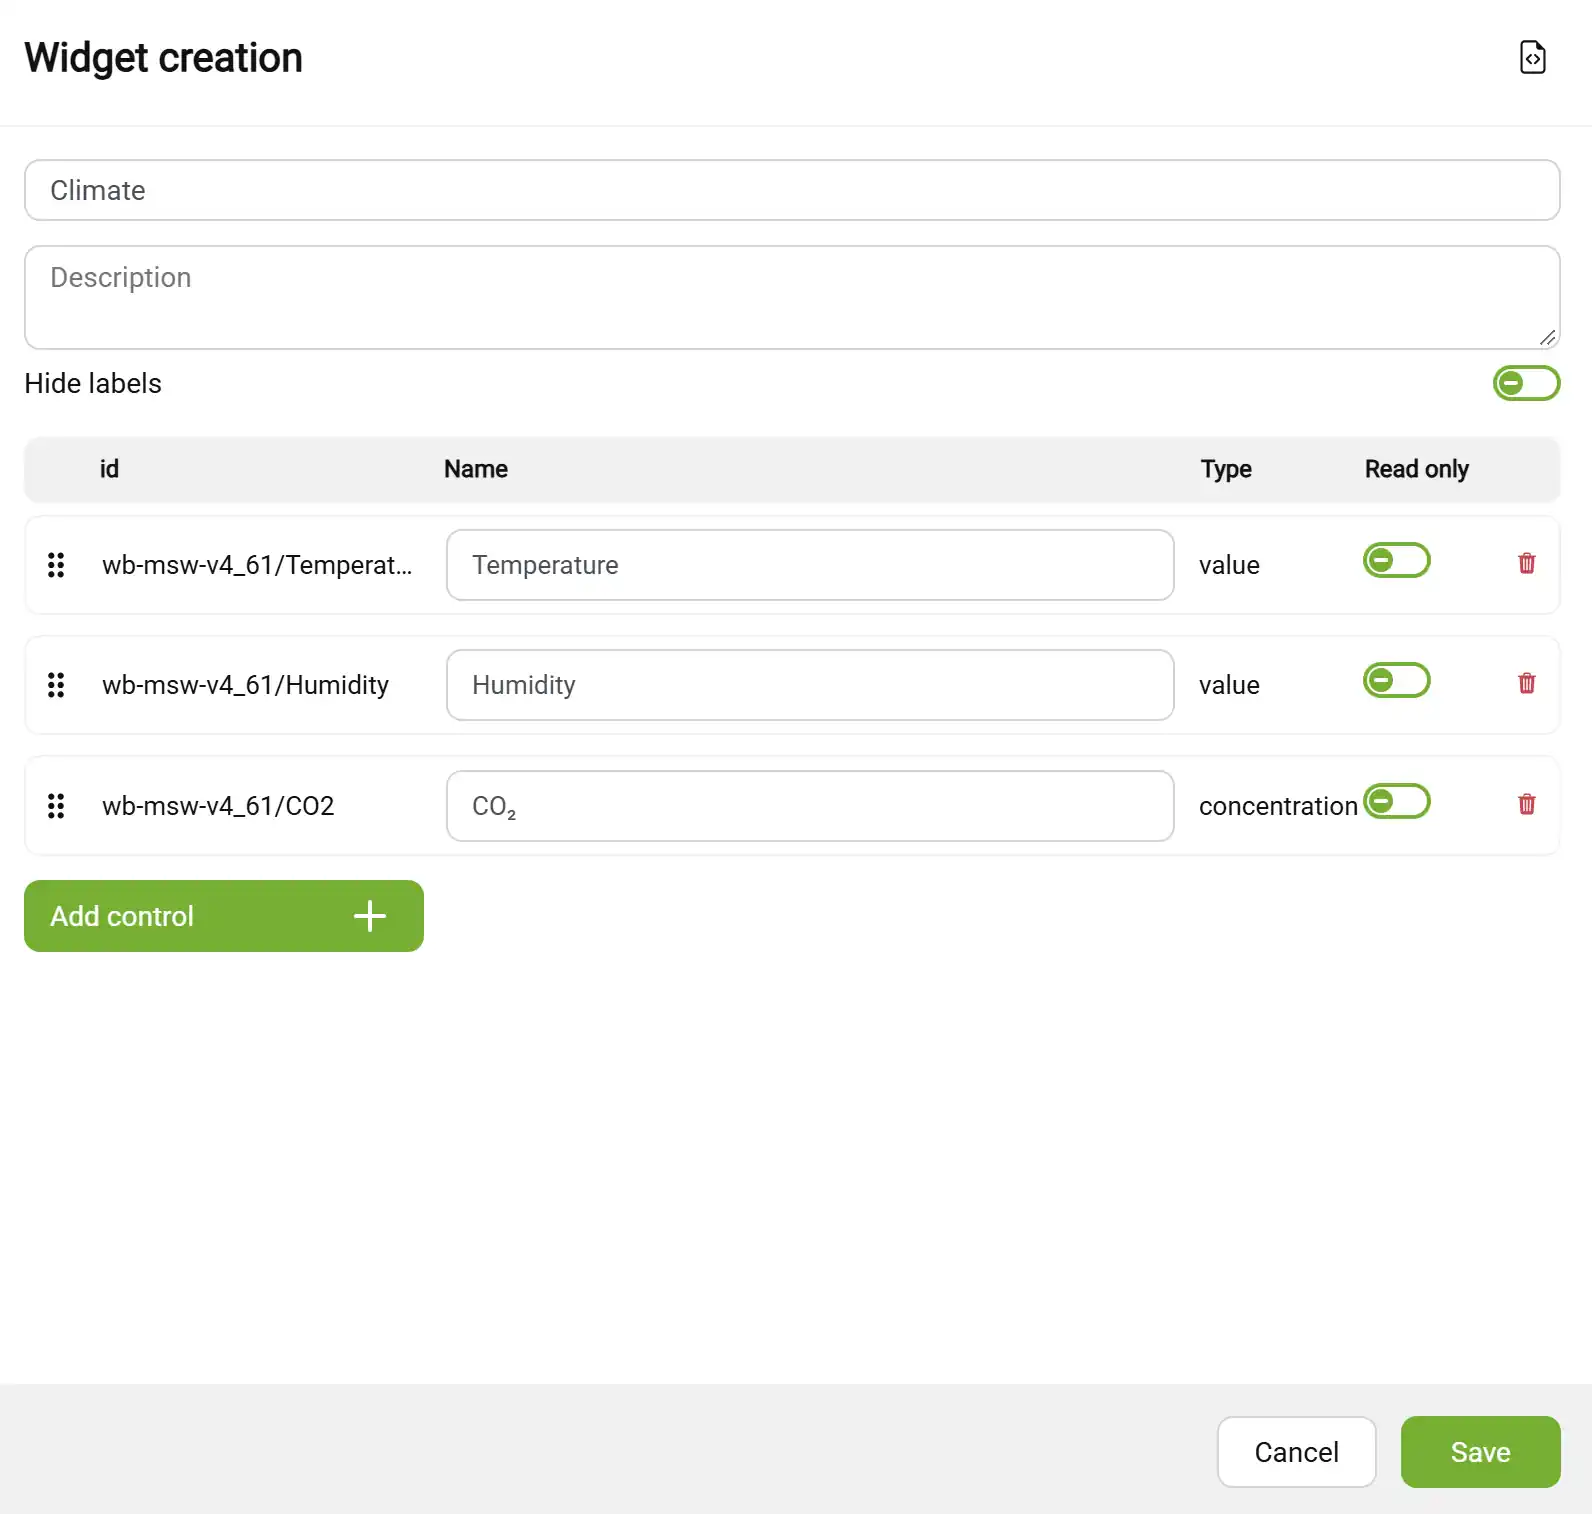 Widget creation
Climate
Description
Hide labels
id Name Type Read only
wb-msw-v4_61/Temperat... Temperature value
wb-msw-v4_61/Humidity Humidity value
wb-msw-v4_61/CO2 CO₂ concentration
Add control
Cancel Save